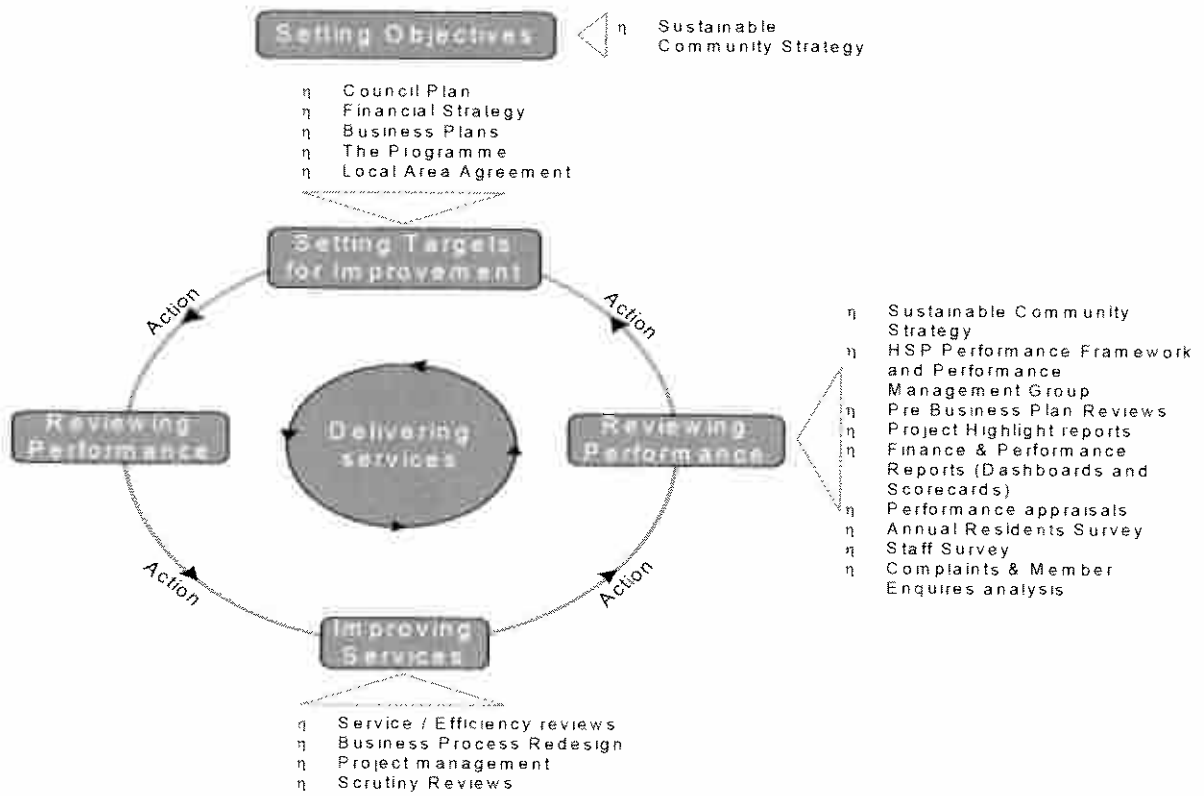 Setting Objectives
η Sustainable
Community Strategy
η Council Plan
η Financial Strategy
η Business Plans
η The Programme
η Local Area Agreement
Setting Targets
for Improvement
Action
Action
Reviewing
Performance
Delivering
services
Reviewing
Performance
η Sustainable Community
Strategy
η HSP Performance Framework
and Performance
Management Group
η Pre Business Plan Reviews
η Project Highlight reports
η Finance & Performance
Reports (Dashboards and
Scorecards)
η Performance appraisals
η Annual Residents Survey
η Staff Survey
η Complaints & Member
Enquires analysis
Action
Action
Improving
Services
η Service / Efficiency reviews
η Business Process Redesign
η Project management
η Scrutiny Reviews